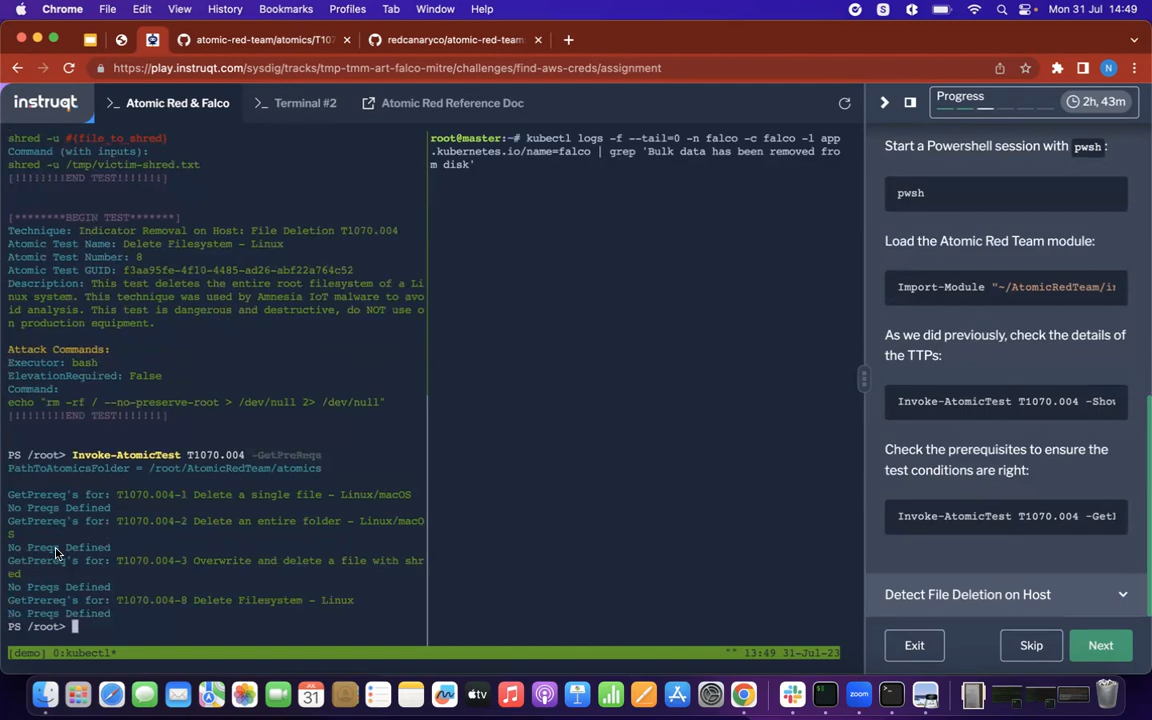 Chrome File Edit View History Bookmarks Profiles Tab Window Help Mon 31 Jul 14:49
atomic-red-team/atomics/T107 × redcanaryco/atomic-red-team × +
https://play.instruqt.com/sysdig/tracks/tmp-tmm-art-falco-mitre/challenges/find-aws-creds/assignment N
instruqt >_ Atomic Red & Falco >_ Terminal #2 Atomic Red Reference Doc
Progress 2h, 43m
shred -u #{file_to_shred}
Command (with inputs):
shred -u /tmp/victim-shred.txt
[!!!!!!!!END TEST!!!!!!!]
[********BEGIN TEST*******]
Technique: Indicator Removal on Host: File Deletion T1070.004
Atomic Test Name: Delete Filesystem - Linux
Atomic Test Number: 8
Atomic Test GUID: f3aa95fe-4f10-4485-ad26-abf22a764c52
Description: This test deletes the entire root filesystem of a Li
nux system. This technique was used by Amnesia IoT malware to avo
id analysis. This test is dangerous and destructive, do NOT use o
n production equipment.
Attack Commands:
Executor: bash
ElevationRequired: False
Command:
echo "rm -rf / --no-preserve-root > /dev/null 2> /dev/null"
[!!!!!!!!END TEST!!!!!!!]
PS /root> Invoke-AtomicTest T1070.004 -GetPreReqs
PathToAtomicsFolder = /root/AtomicRedTeam/atomics
GetPrereq's for: T1070.004-1 Delete a single file - Linux/macOS
No Preqs Defined
GetPrereq's for: T1070.004-2 Delete an entire folder - Linux/macO
S
No Preqs Defined
GetPrereq's for: T1070.004-3 Overwrite and delete a file with shr
ed
No Preqs Defined
GetPrereq's for: T1070.004-8 Delete Filesystem - Linux
No Preqs Defined
PS /root>
root@master:~# kubectl logs -f --tail=0 -n falco -c falco -l app
.kubernetes.io/name=falco | grep 'Bulk data has been removed fro
m disk'
[demo] 0:kubectl* "" 13:49 31-Jul-23
Start a Powershell session with pwsh :
pwsh
Load the Atomic Red Team module:
Import-Module "~/AtomicRedTeam/in
As we did previously, check the details of
the TTPs:
Invoke-AtomicTest T1070.004 -Show
Check the prerequisites to ensure the
test conditions are right:
Invoke-AtomicTest T1070.004 -GetP
Detect File Deletion on Host
Exit Skip Next
JUL
31
tv
zoom